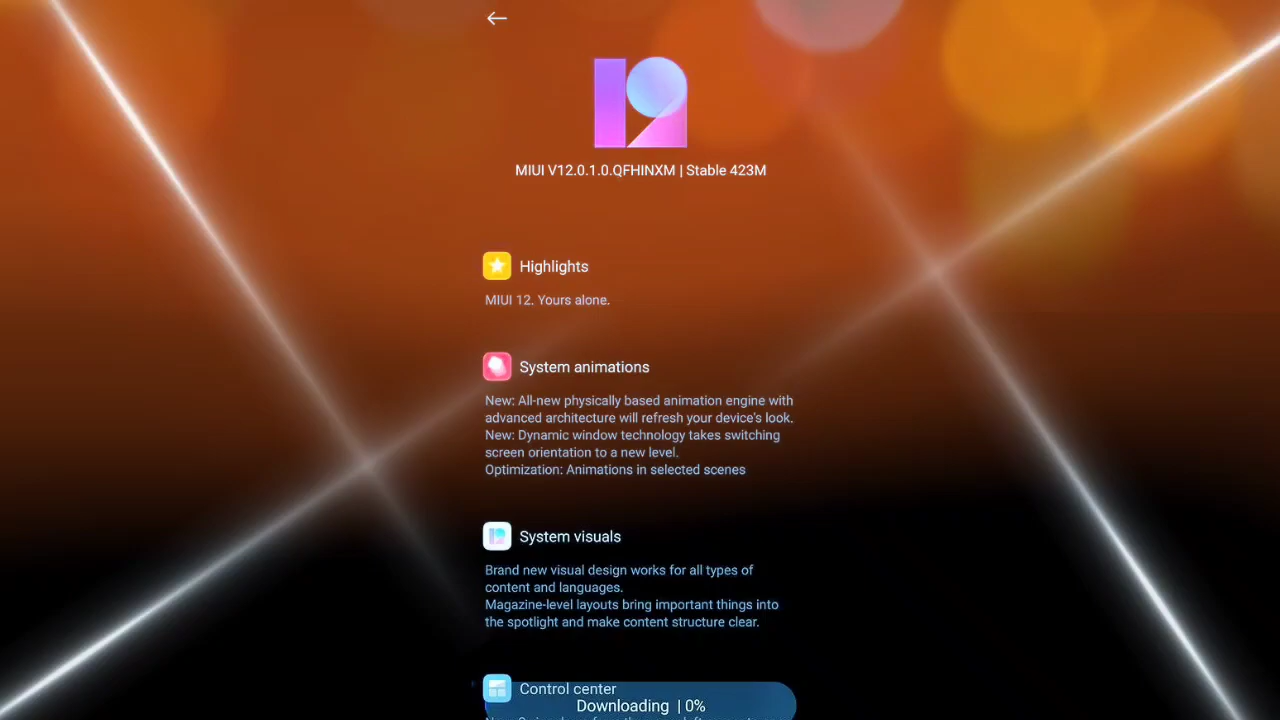 12
MIUI V12.0.1.0.QFHINXM | Stable 423M
Highlights
MIUI 12. Yours alone.
System animations
New: All-new physically based animation engine with
advanced architecture will refresh your device's look.
New: Dynamic window technology takes switching
screen orientation to a new level.
Optimization: Animations in selected scenes
System visuals
Brand new visual design works for all types of
content and languages.
Magazine-level layouts bring important things into
the spotlight and make content structure clear.
Control center
Downloading | 0%